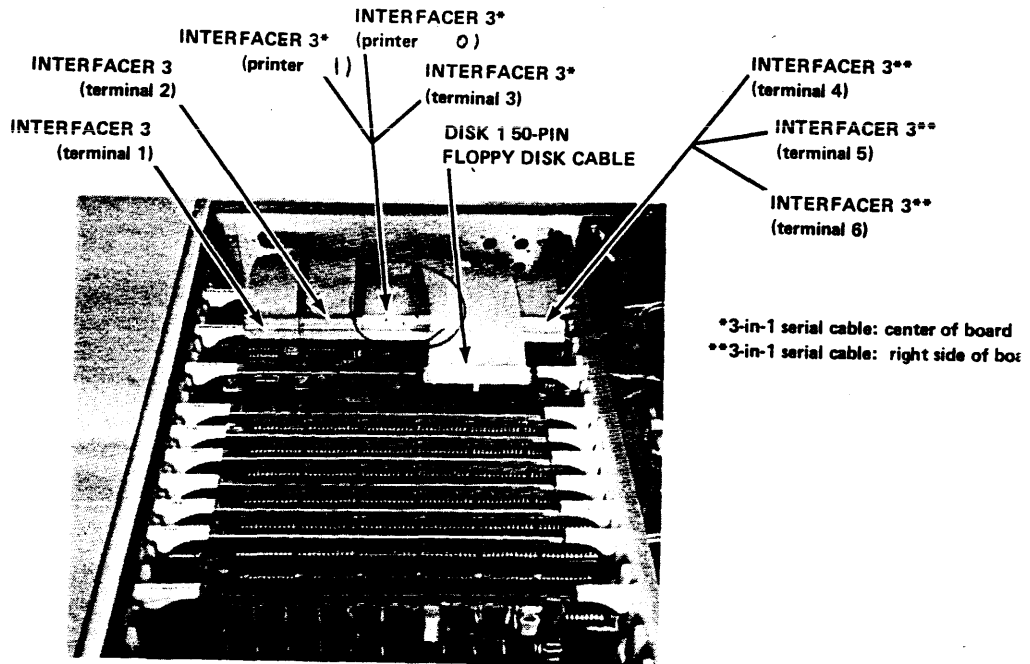 INTERFACER 3*
(printer 0)
INTERFACER 3*
(printer 1)
INTERFACER 3
(terminal 2)
INTERFACER 3
(terminal 1)
INTERFACER 3*
(terminal 3)
DISK 1 50-PIN
FLOPPY DISK CABLE
INTERFACER 3**
(terminal 4)
INTERFACER 3**
(terminal 5)
INTERFACER 3**
(terminal 6)
*3-in-1 serial cable: center of board
**3-in-1 serial cable: right side of